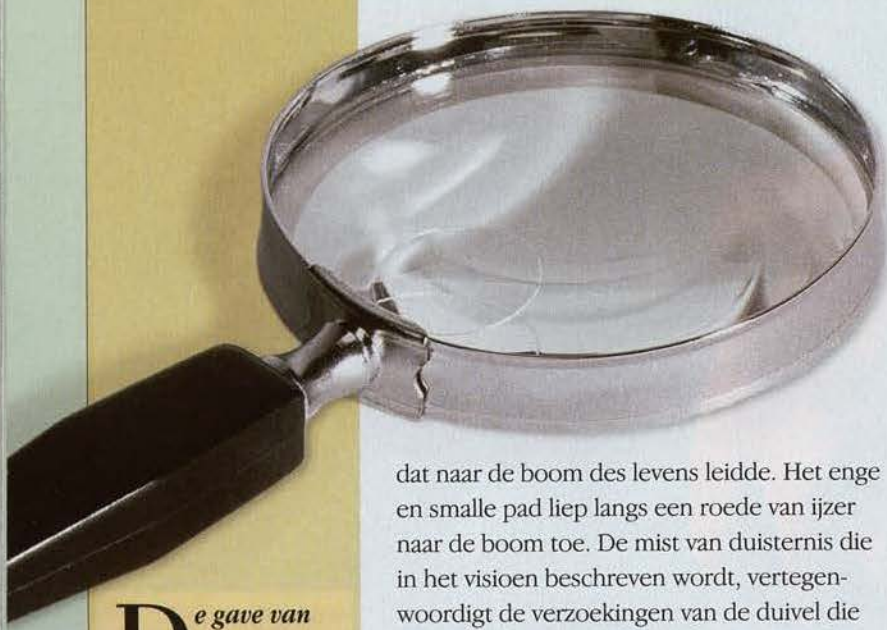 dat naar de boom des levens leidde. Het enge
en smalle pad liep langs een roede van ijzer
naar de boom toe. De mist van duisternis die
in het visioen beschreven wordt, vertegen-
woordigt de verzoekingen van de duivel die
De gave van